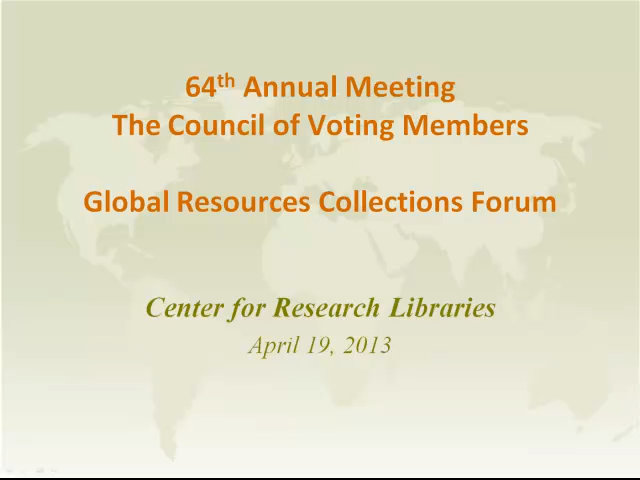 64th Annual Meeting
The Council of Voting Members
Global Resources Collections Forum
Center for Research Libraries
April 19, 2013